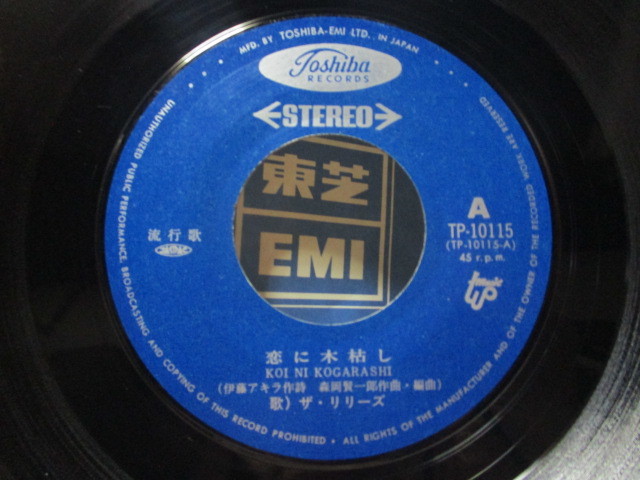 MFD. BY TOSHIBA-EMI LTD., IN JAPAN
Toshiba
RECORDS
STEREO
東芝
EMI
流行歌
A
TP-10115
(TP-10115-A)
45 r.p.m.
恋に木枯し
KOI NI KOGARASHI
(伊藤アキラ作詩 森岡賢一郎作曲・編曲)
歌)ザ・リリーズ
UNAUTHORIZED PUBLIC PERFORMANCE, BROADCASTING AND COPYING OF THIS RECORD PROHIBITED • ALL RIGHTS OF THE MANUFACTURER AND OF THE OWNER OF THE RECORDED WORK ARE RESERVED